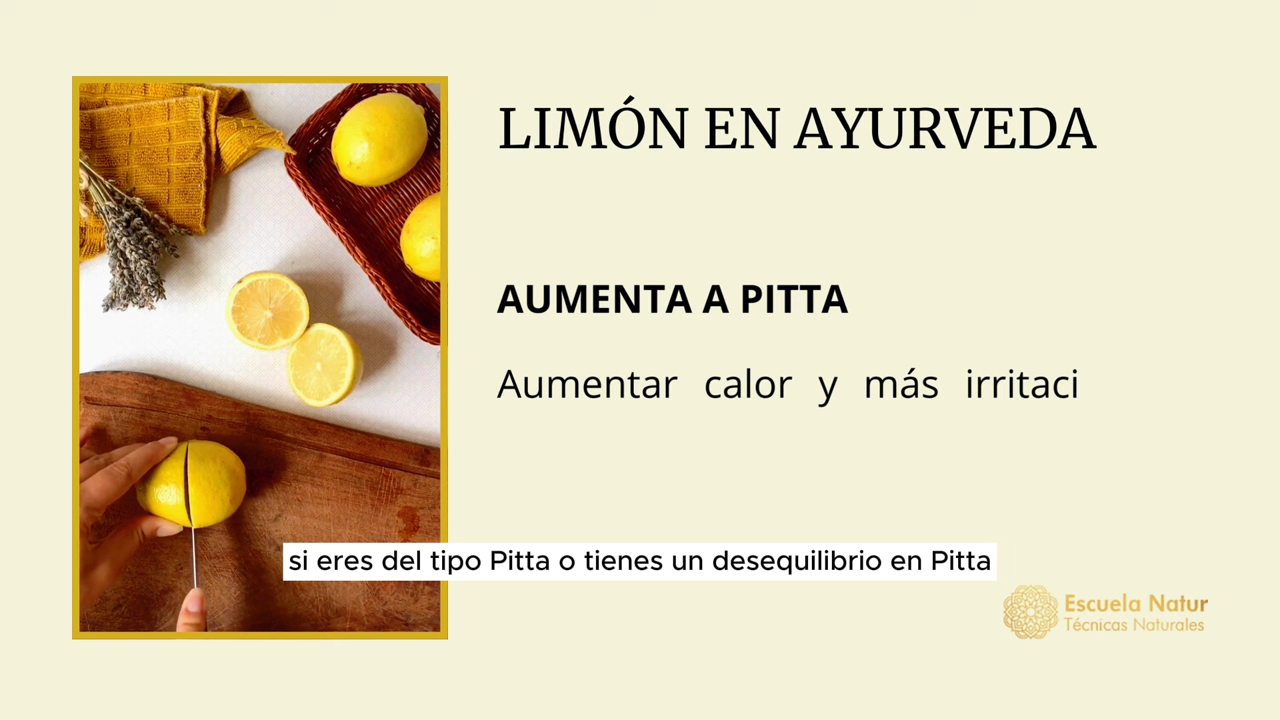 LIMÓN EN AYURVEDA
AUMENTA A PITTA
Aumentar calor y más irritaci
si eres del tipo Pitta o tienes un desequilibrio en Pitta
Escuela Natur
Técnicas Naturales